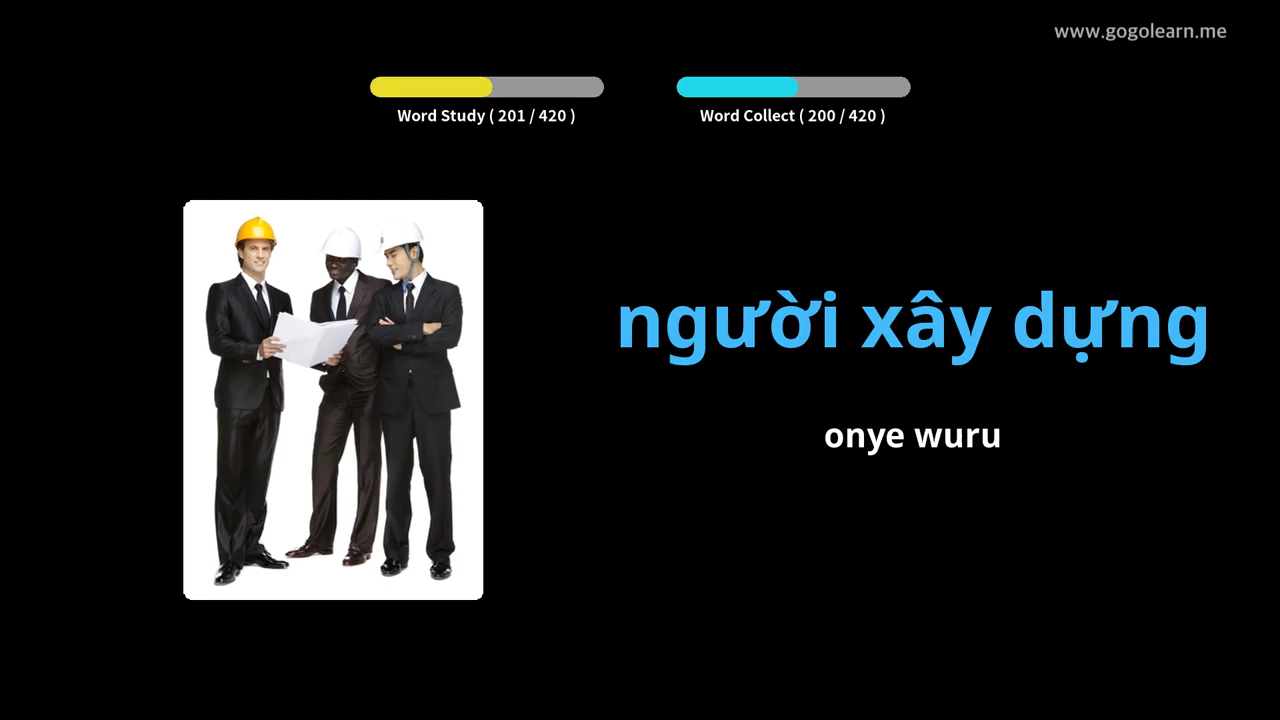 www.gogolearn.me
Word Study ( 201 / 420 )
Word Collect ( 200 / 420 )
người xây dựng
onye wuru